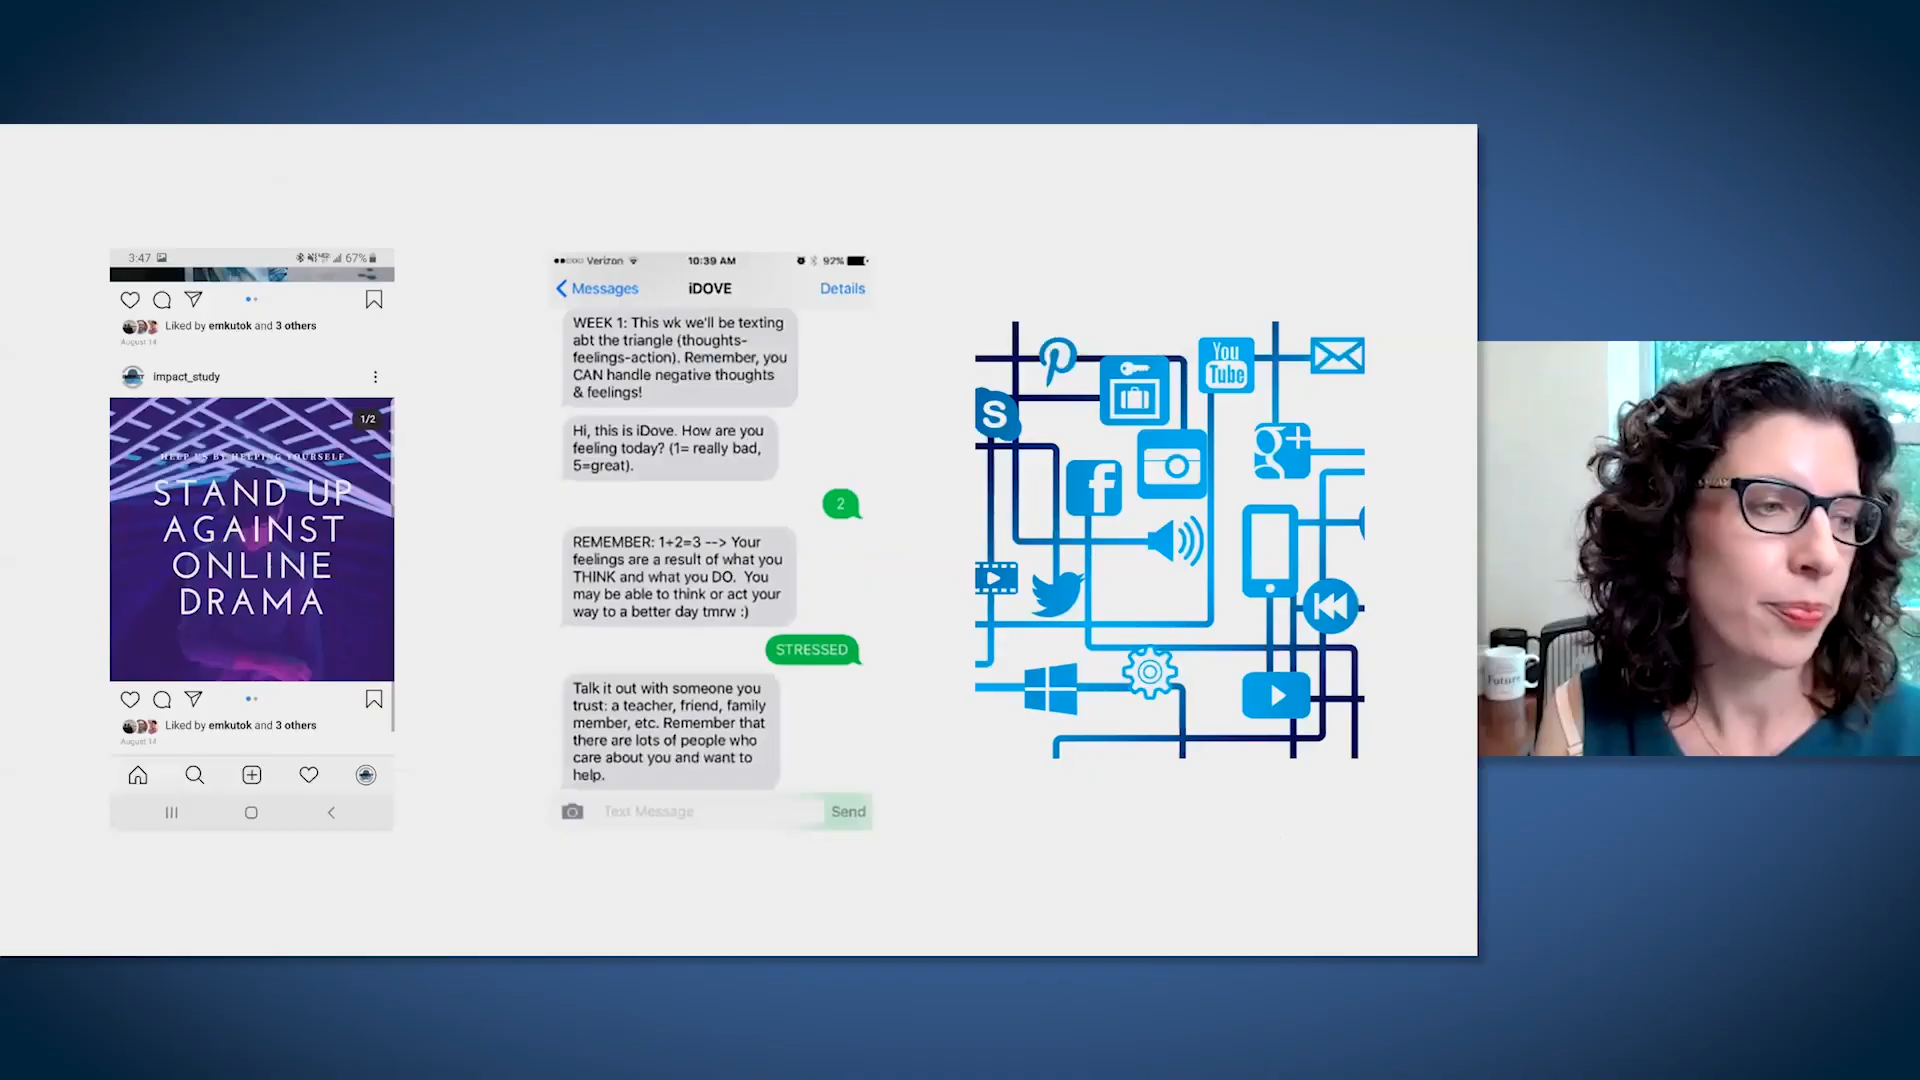 3:47
67%
Liked by emkutok and 3 others
August 14
impact_study
1/2
HELP US BY HELPING YOURSELF
STAND UP
AGAINST
ONLINE
DRAMA
Liked by emkutok and 3 others
August 14
Verizon
10:39 AM
92%
Messages
iDOVE
Details
WEEK 1: This wk we'll be texting
abt the triangle (thoughts-
feelings-action). Remember, you
CAN handle negative thoughts
& feelings!
Hi, this is iDove. How are you
feeling today? (1= really bad,
5=great).
2
REMEMBER: 1+2=3 --> Your
feelings are a result of what you
THINK and what you DO. You
may be able to think or act your
way to a better day tmrw :)
STRESSED
Talk it out with someone you
trust: a teacher, friend, family
member, etc. Remember that
there are lots of people who
care about you and want to
help.
Text Message
Send
You
Tube
S
f
g+
Future